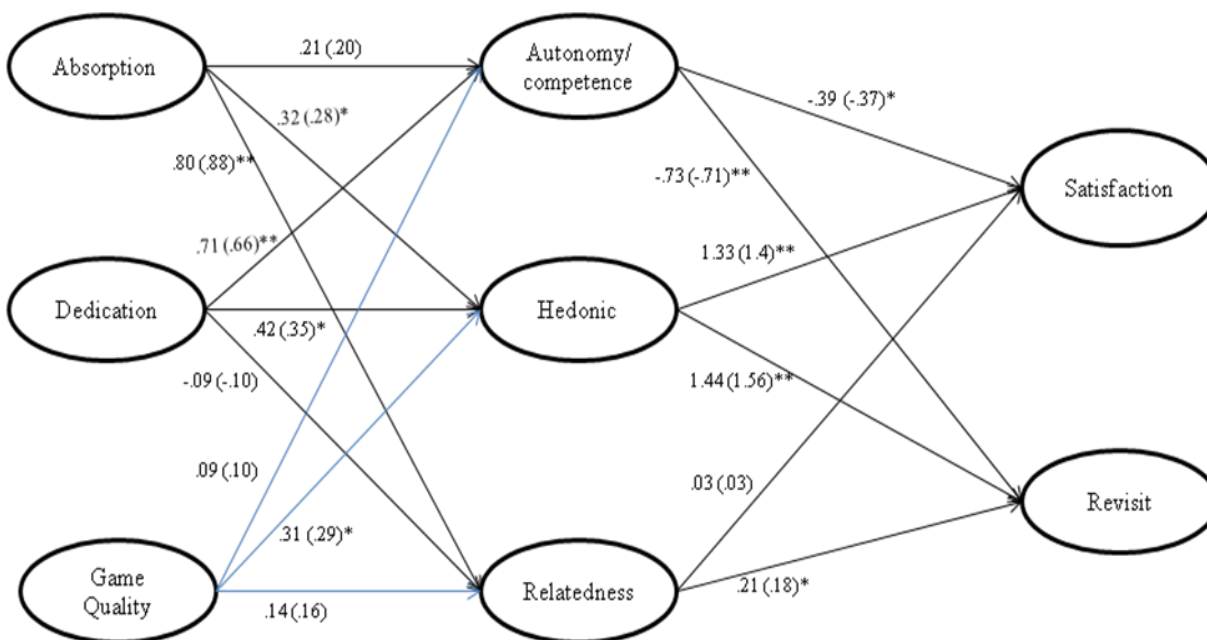 Absorption
.21 (.20)
Autonomy/
competence
.32 (.28)*
-.39 (-.37)*
.80 (.88)**
-.73 (-.71)**
Satisfaction
.71 (.66)**
1.33 (1.4)**
Dedication
.42 (.35)*
Hedonic
-.09 (-.10)
1.44 (1.56)**
.09 (.10)
.03 (.03)
Revisit
.31 (.29)*
Game
Quality
.14 (.16)
Relatedness
.21 (.18)*